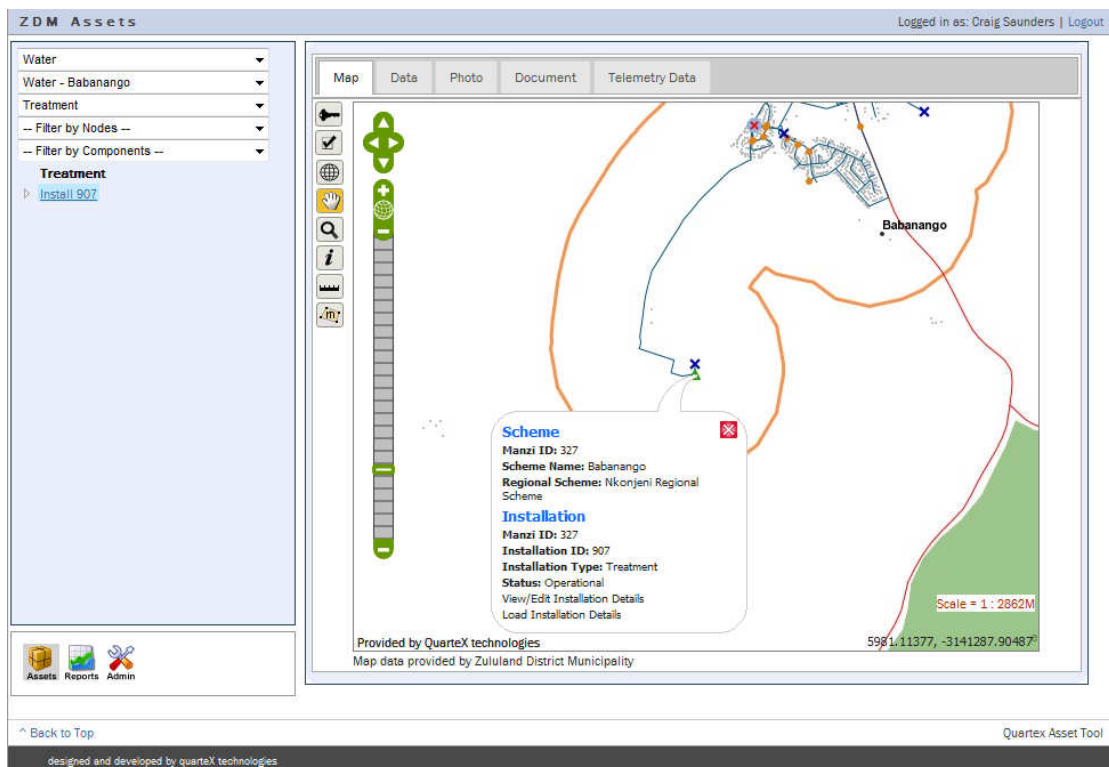 ZDM Assets
Logged in as: Craig Saunders | Logout
Water
Water - Babanango
Treatment
-- Filter by Nodes --
-- Filter by Components --
Treatment
Install 907
Map
Data
Photo
Document
Telemetry Data
i
m
Babanango
Scheme
Manzi ID: 327
Scheme Name: Babanango
Regional Scheme: Nkonjeni Regional
Scheme
Installation
Manzi ID: 327
Installation ID: 907
Installation Type: Treatment
Status: Operational
View/Edit Installation Details
Load Installation Details
Scale = 1 : 2862M
Provided by QuarteX technologies
5981.11377, -3141287.90487
Map data provided by Zululand District Municipality
Assets
Reports
Admin
^ Back to Top
Quartex Asset Tool
designed and developed by quarteX technologies